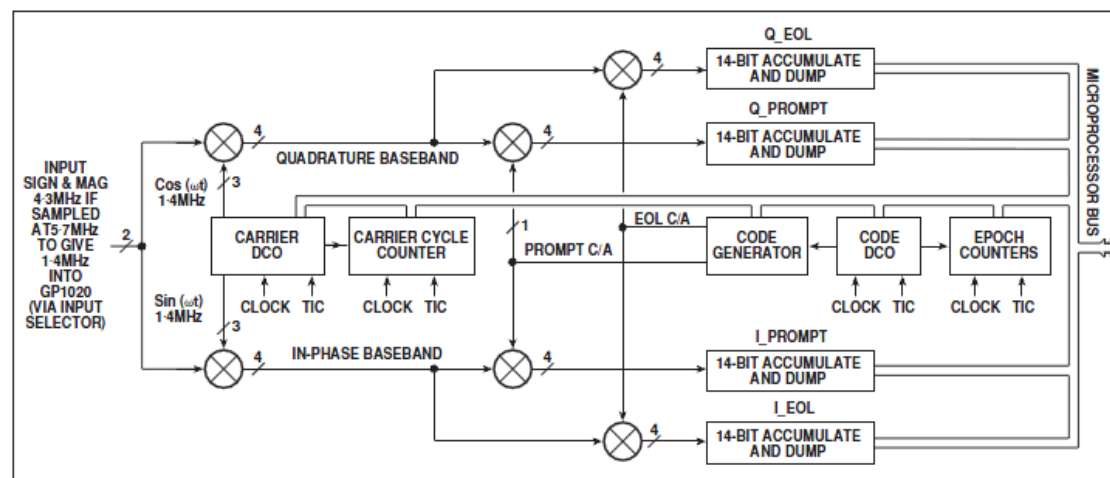 Q_EOL
14-BIT ACCUMULATE
AND DUMP
Q_PROMPT
14-BIT ACCUMULATE
AND DUMP
MICROPROCESSOR BUS
4
4
4
QUADRATURE BASEBAND
INPUT
SIGN & MAG
4·3MHz IF
SAMPLED
AT5·7MHz
TO GIVE
1·4MHz
INTO
GP1020
(VIA INPUT
SELECTOR)
2
Cos (ωt)
1·4MHz
3
CARRIER
DCO
CLOCK TIC
CARRIER CYCLE
COUNTER
CLOCK TIC
1
EOL C/A
PROMPT C/A
CODE
GENERATOR
CODE
DCO
CLOCK TIC
EPOCH
COUNTERS
CLOCK TIC
Sin (ωt)
1·4MHz
3
4
IN-PHASE BASEBAND
4
I_PROMPT
14-BIT ACCUMULATE
AND DUMP
4
I_EOL
14-BIT ACCUMULATE
AND DUMP